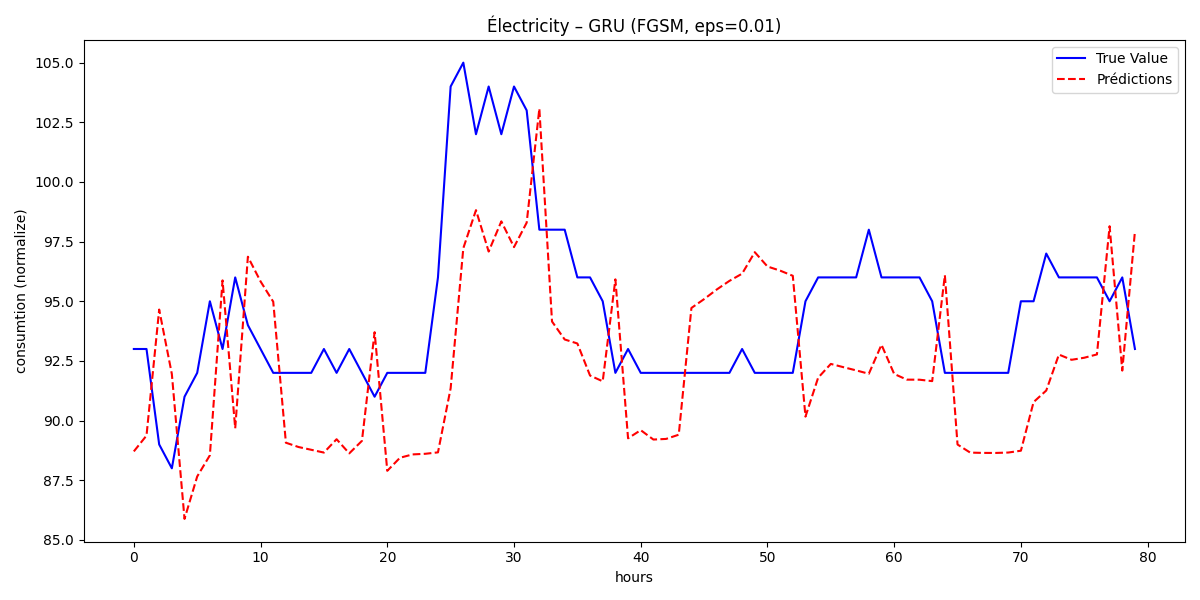 Électricity – GRU (FGSM, eps=0.01)
True Value
Prédictions
consumtion (normalize)
105.0
102.5
100.0
97.5
95.0
92.5
90.0
87.5
85.0
0 10 20 30 40 50 60 70 80
hours